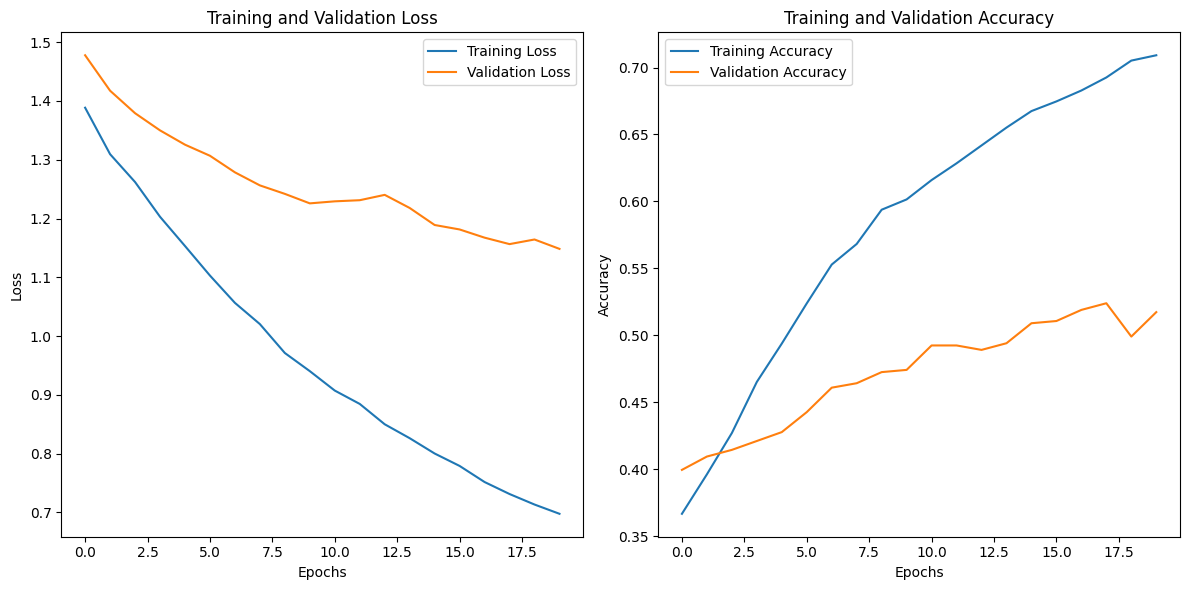 Training and Validation Loss
Training Loss
Validation Loss
1.5
1.4
1.3
1.2
1.1
1.0
0.9
0.8
0.7
Loss
0.0 2.5 5.0 7.5 10.0 12.5 15.0 17.5
Epochs
Training and Validation Accuracy
Training Accuracy
Validation Accuracy
0.70
0.65
0.60
0.55
0.50
0.45
0.40
0.35
Accuracy
0.0 2.5 5.0 7.5 10.0 12.5 15.0 17.5
Epochs